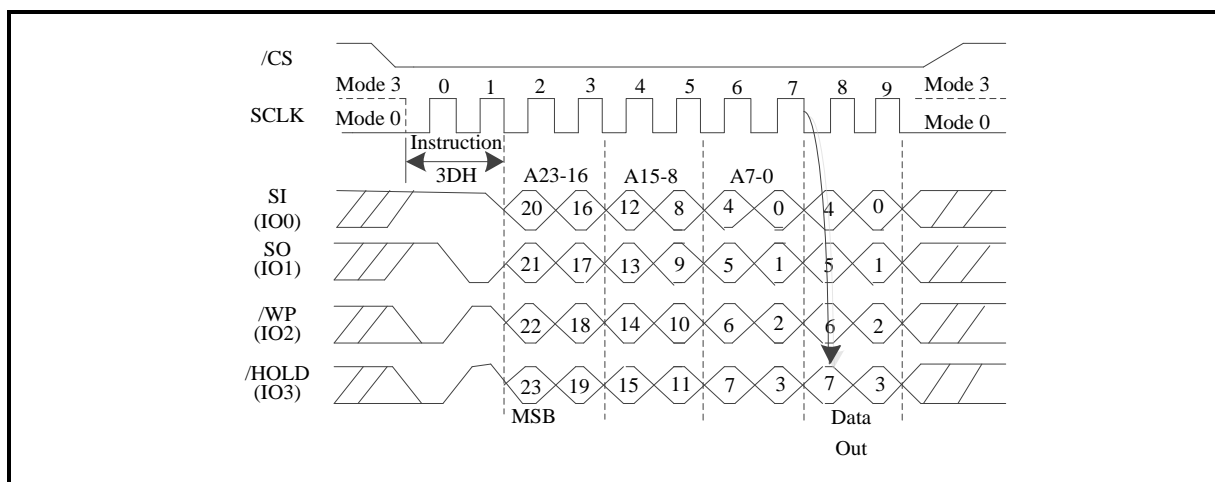 /CS
Mode 3 0 1 2 3 4 5 6 7 8 9 Mode 3
SCLK Mode 0 Mode 0
Instruction
3DH A23-16 A15-8 A7-0
SI
(IO0) 20 16 12 8 4 0 4 0
SO
(IO1) 21 17 13 9 5 1 5 1
/WP
(IO2) 22 18 14 10 6 2 6 2
/HOLD
(IO3) 23 19 15 11 7 3 7 3
MSB Data
Out